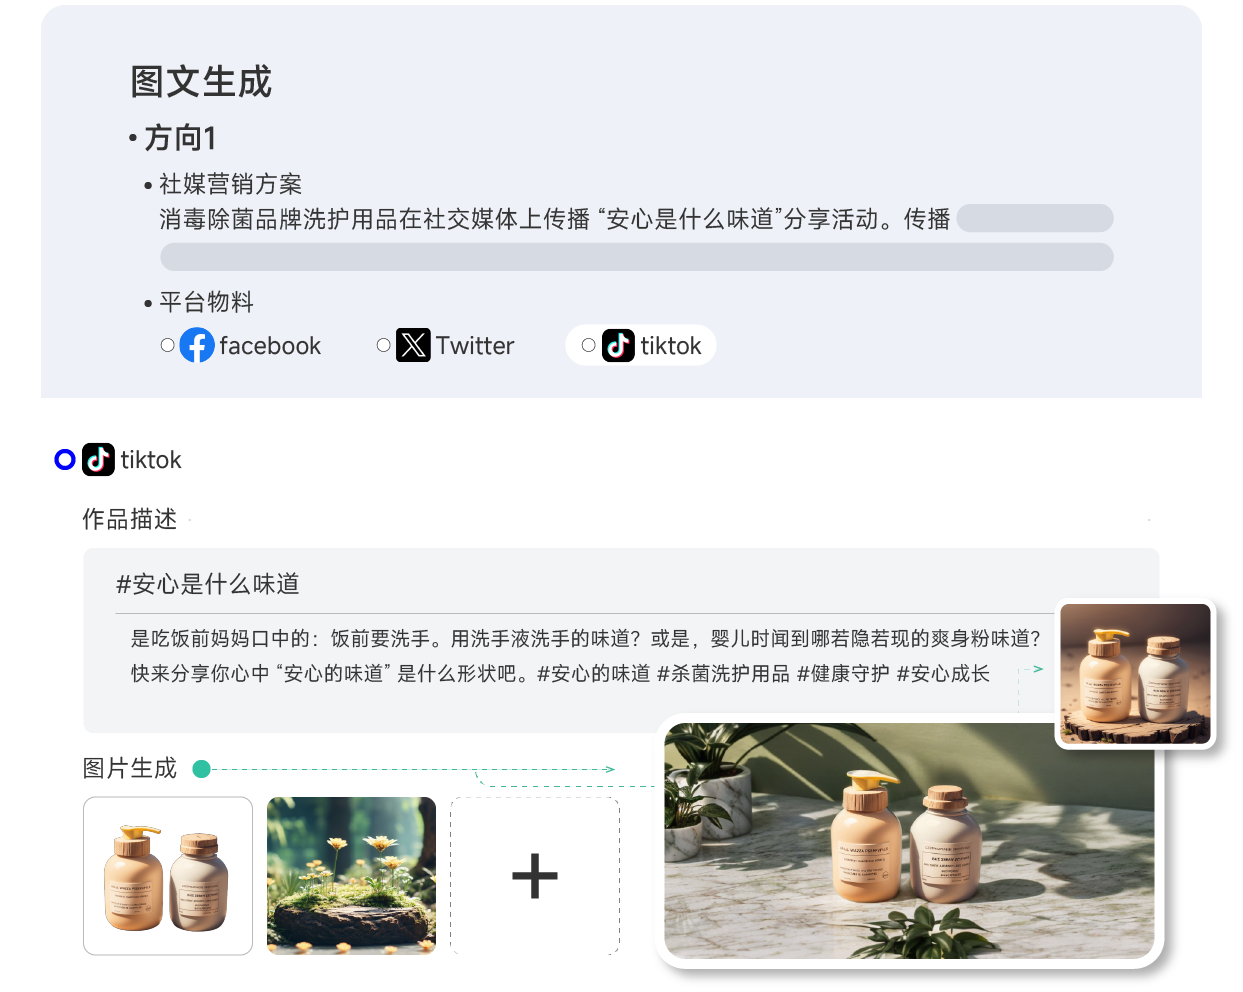 图文生成
• 方向1
• 社媒营销方案
消毒除菌品牌洗护用品在社交媒体上传播 “安心是什么味道”分享活动。传播
• 平台物料
facebook Twitter tiktok
tiktok
作品描述
#安心是什么味道
是吃饭前妈妈口中的：饭前要洗手。用洗手液洗手的味道？或是，婴儿时闻到哪若隐若现的爽身粉味道？
快来分享你心中 “安心的味道” 是什么形状吧。#安心的味道 #杀菌洗护用品 #健康守护 #安心成长
图片生成